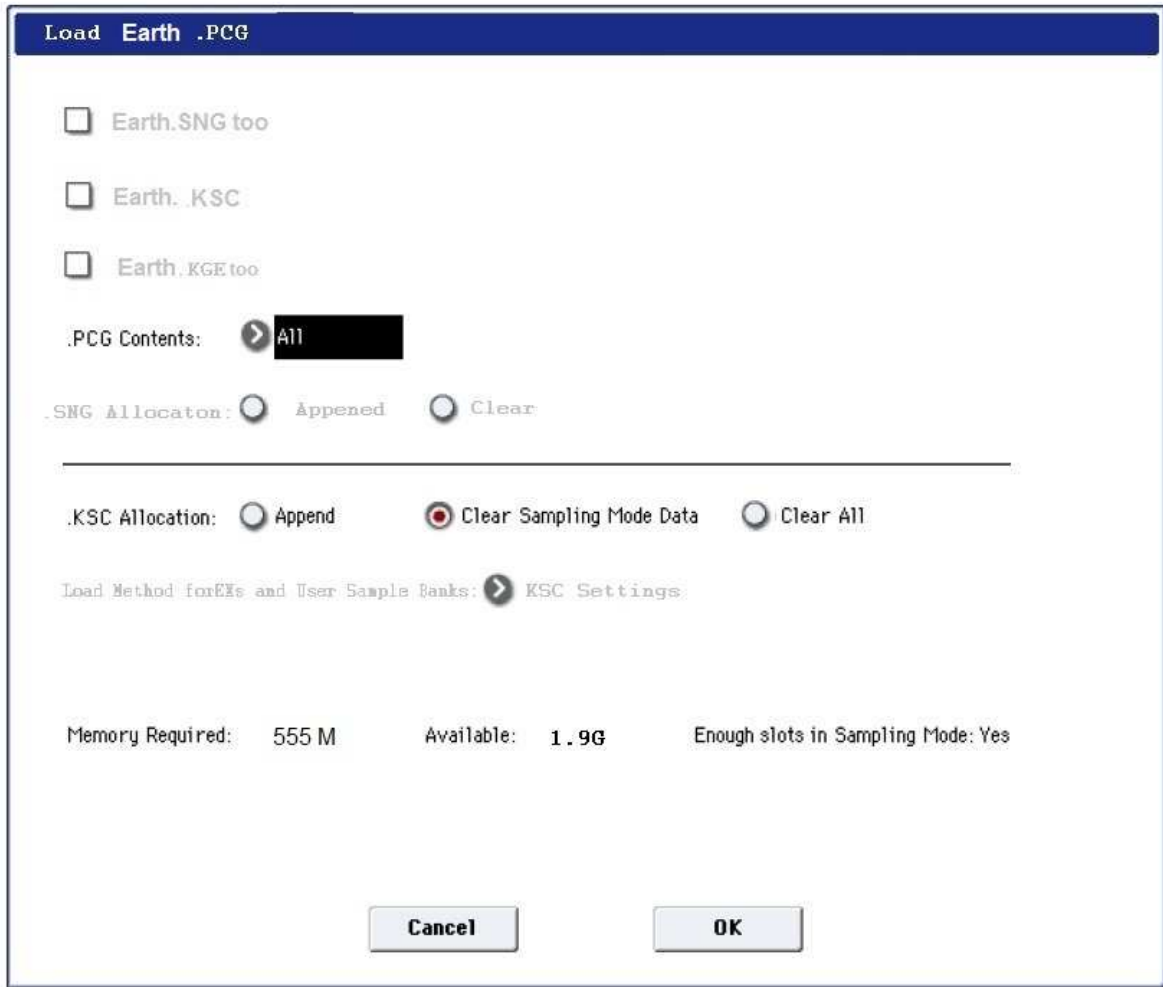 Load Earth .PCG
Earth.SNG too
Earth. .KSC
Earth.KGE too
.PCG Contents: All
.SNG Allocaton: Appened Clear
.KSC Allocation: Append Clear Sampling Mode Data Clear All
Load Method forEXs and User Sample Banks: KSC Settings
Memory Required: 555 M Available: 1.9G Enough slots in Sampling Mode: Yes
Cancel OK